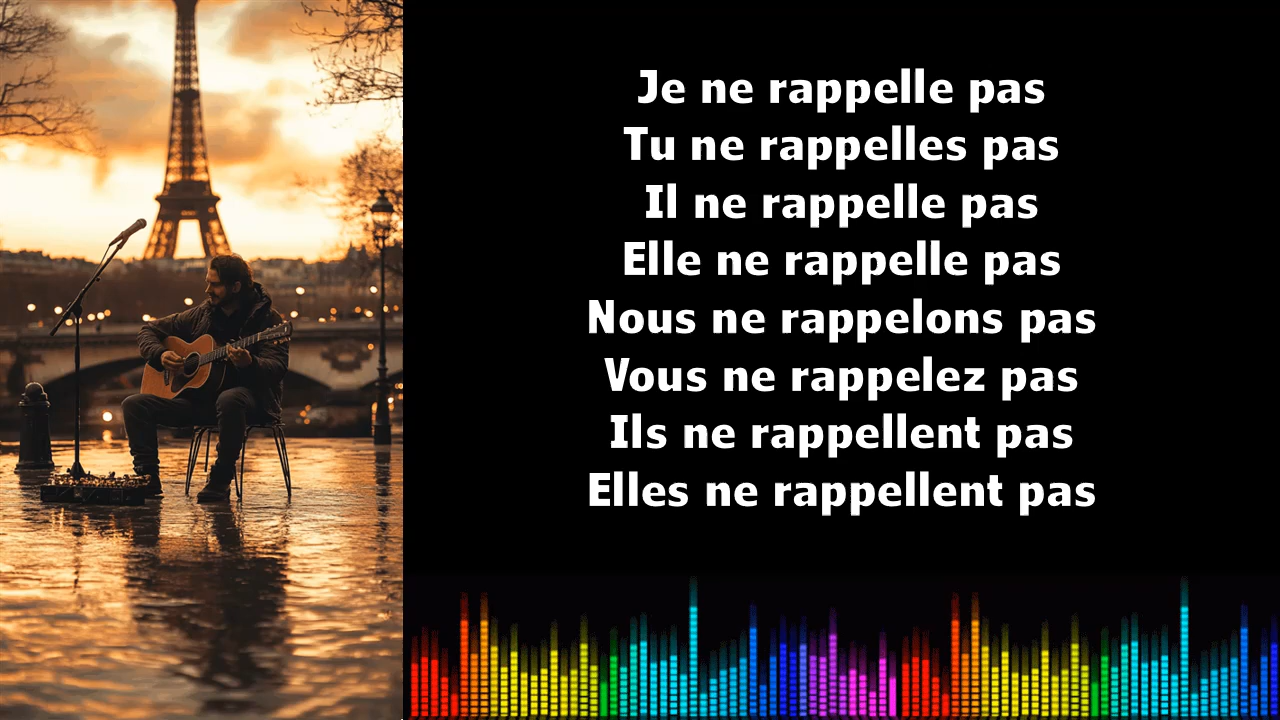 Je ne rappelle pas
Tu ne rappelles pas
Il ne rappelle pas
Elle ne rappelle pas
Nous ne rappelons pas
Vous ne rappelez pas
Ils ne rappellent pas
Elles ne rappellent pas